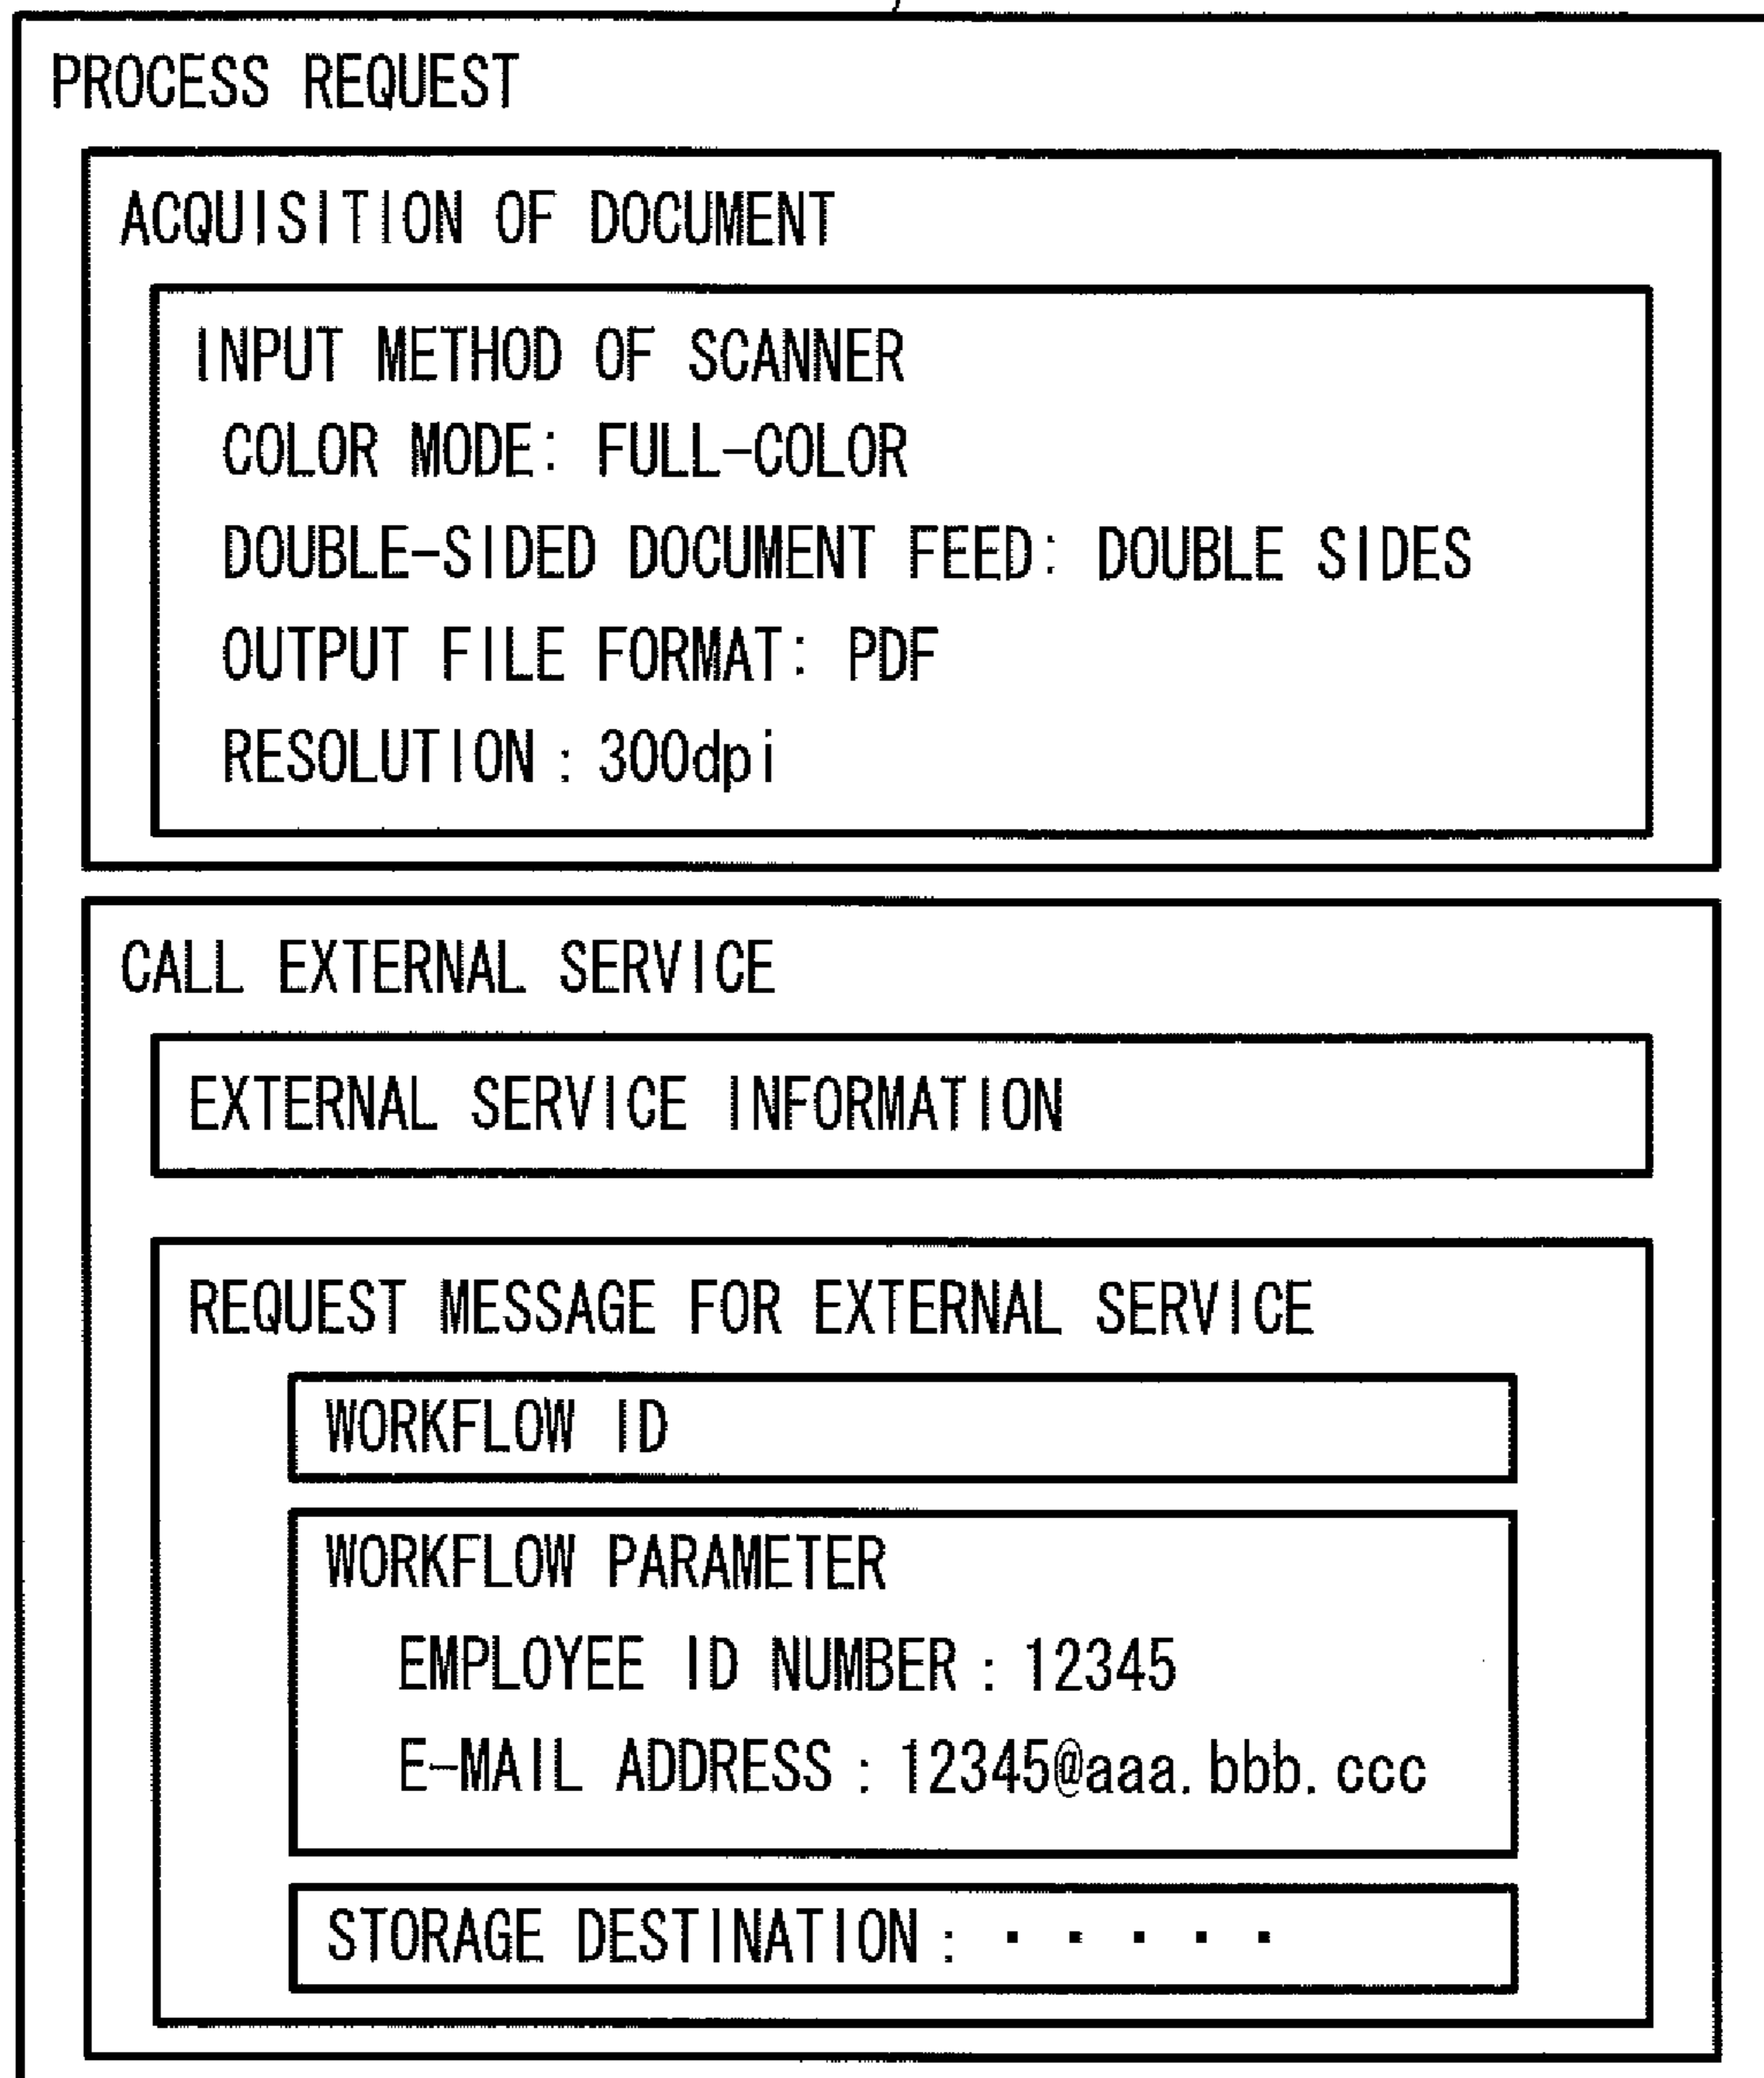 PROCESS REQUEST
ACQUISITION OF DOCUMENT
INPUT METHOD OF SCANNER
COLOR MODE: FULL-COLOR
DOUBLE-SIDED DOCUMENT FEED: DOUBLE SIDES
OUTPUT FILE FORMAT: PDF
RESOLUTION : 300dpi
CALL EXTERNAL SERVICE
EXTERNAL SERVICE INFORMATION
REQUEST MESSAGE FOR EXTERNAL SERVICE
WORKFLOW ID
WORKFLOW PARAMETER
EMPLOYEE ID NUMBER : 12345
E-MAIL ADDRESS : 12345@aaa.bbb.ccc
STORAGE DESTINATION : ・・・・・